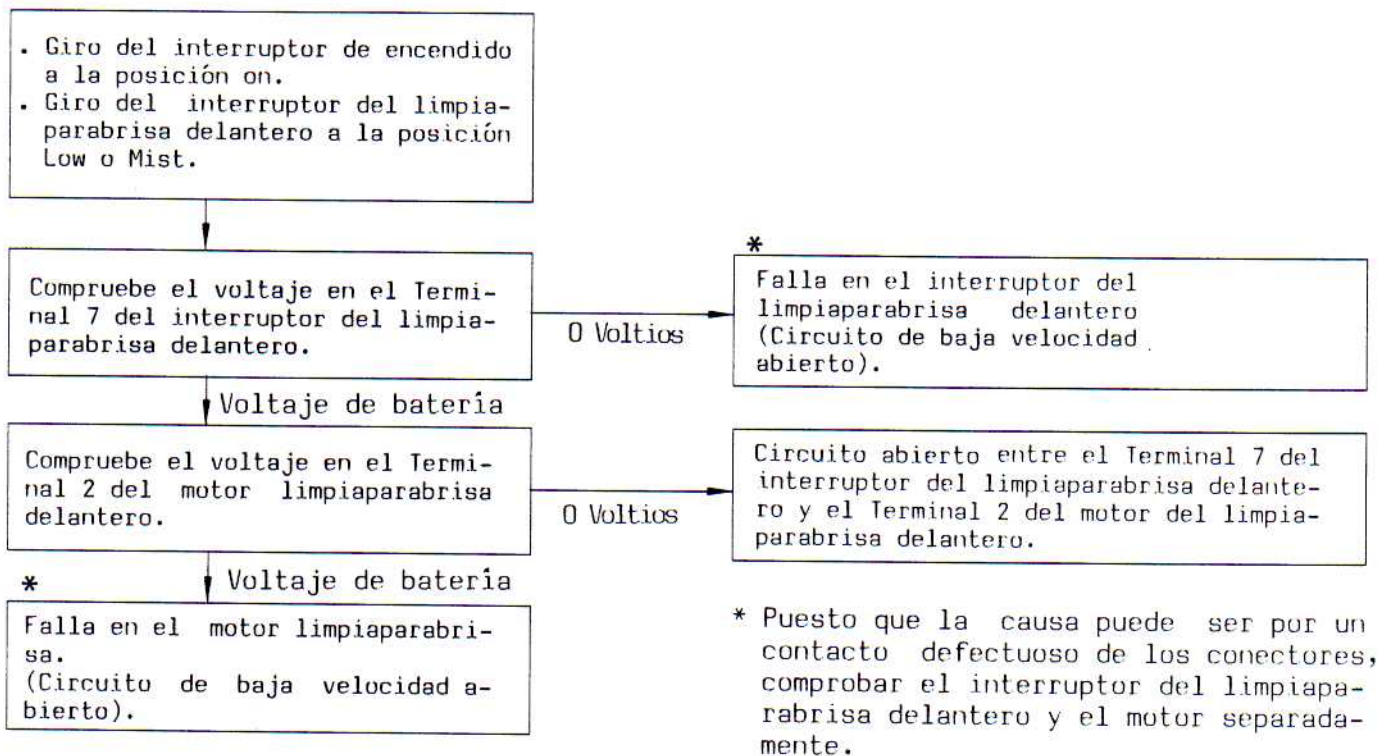 . Giro del interruptor de encendido
a la posición on.
. Giro del interruptor del limpia-
parabrisa delantero a la posición
Low o Mist.
Compruebe el voltaje en el Termi-
nal 7 del interruptor del limpia-
parabrisa delantero.
0 Voltios
*
Falla en el interruptor del
limpiaparabrisa delantero
(Circuito de baja velocidad
abierto).
Voltaje de batería
Compruebe el voltaje en el Termi-
nal 2 del motor limpiaparabrisa
delantero.
0 Voltios
Circuito abierto entre el Terminal 7 del
interruptor del limpiaparabrisa delante-
ro y el Terminal 2 del motor del limpia-
parabrisa delantero.
Voltaje de batería
*
Falla en el motor limpiaparabri-
sa.
(Circuito de baja velocidad a-
bierto).
* Puesto que la causa puede ser por un
contacto defectuoso de los conectores,
comprobar el interruptor del limpiapa-
rabrisa delantero y el motor separada-
mente.